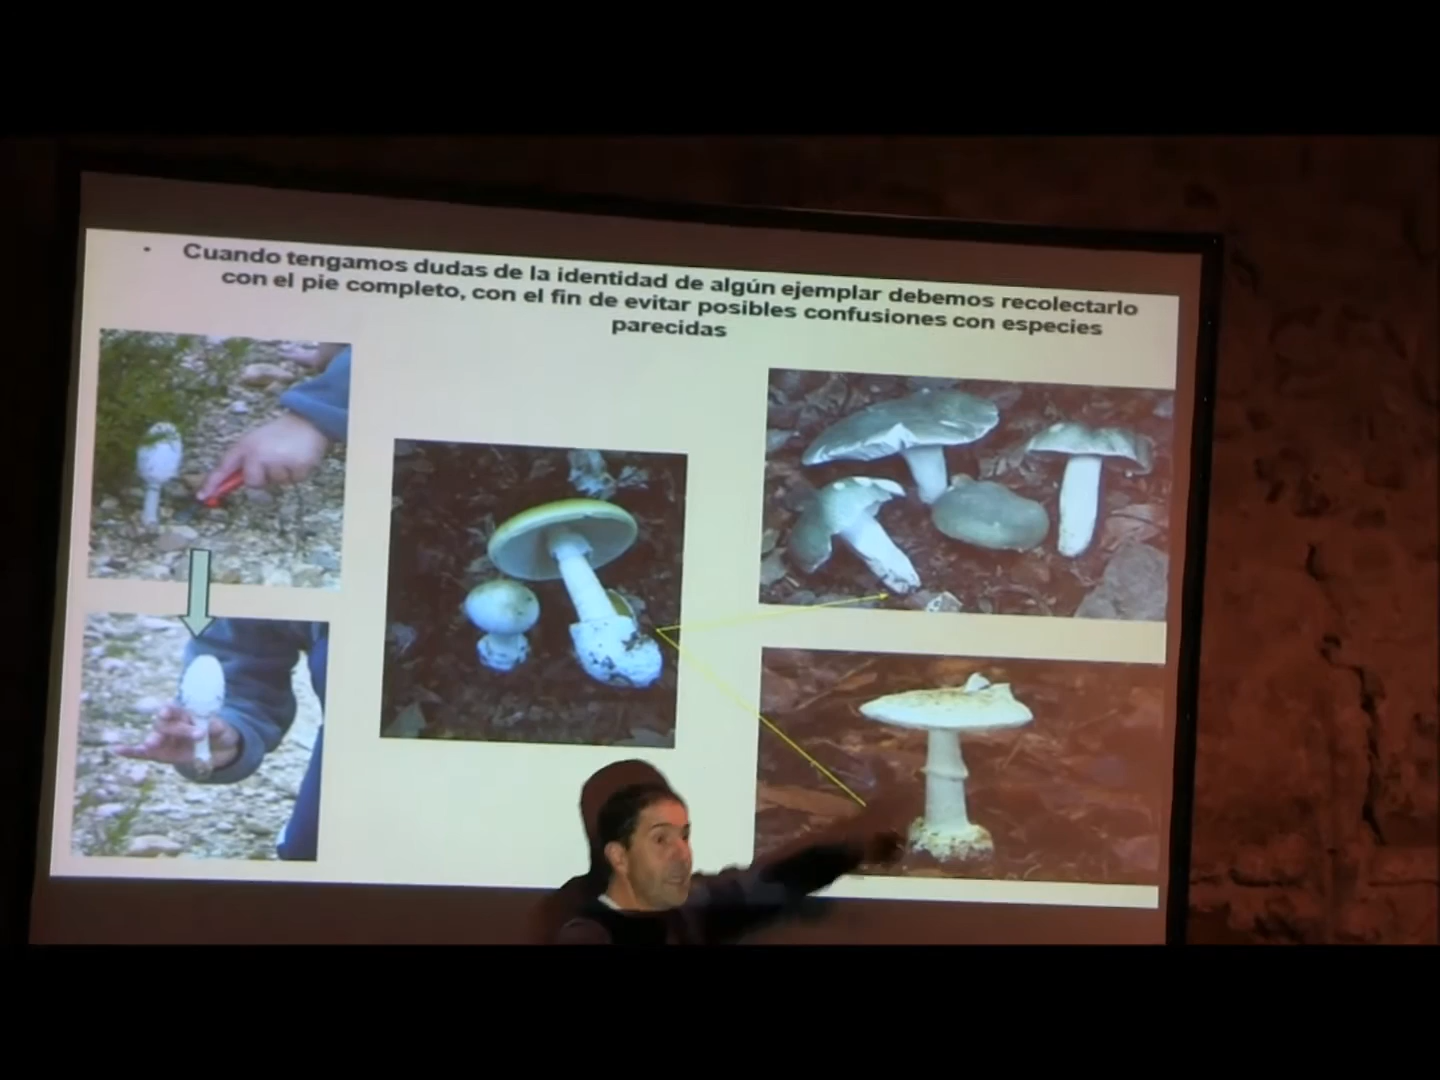 • Cuando tengamos dudas de la identidad de algún ejemplar debemos recolectarlo
con el pie completo, con el fin de evitar posibles confusiones con especies
parecidas